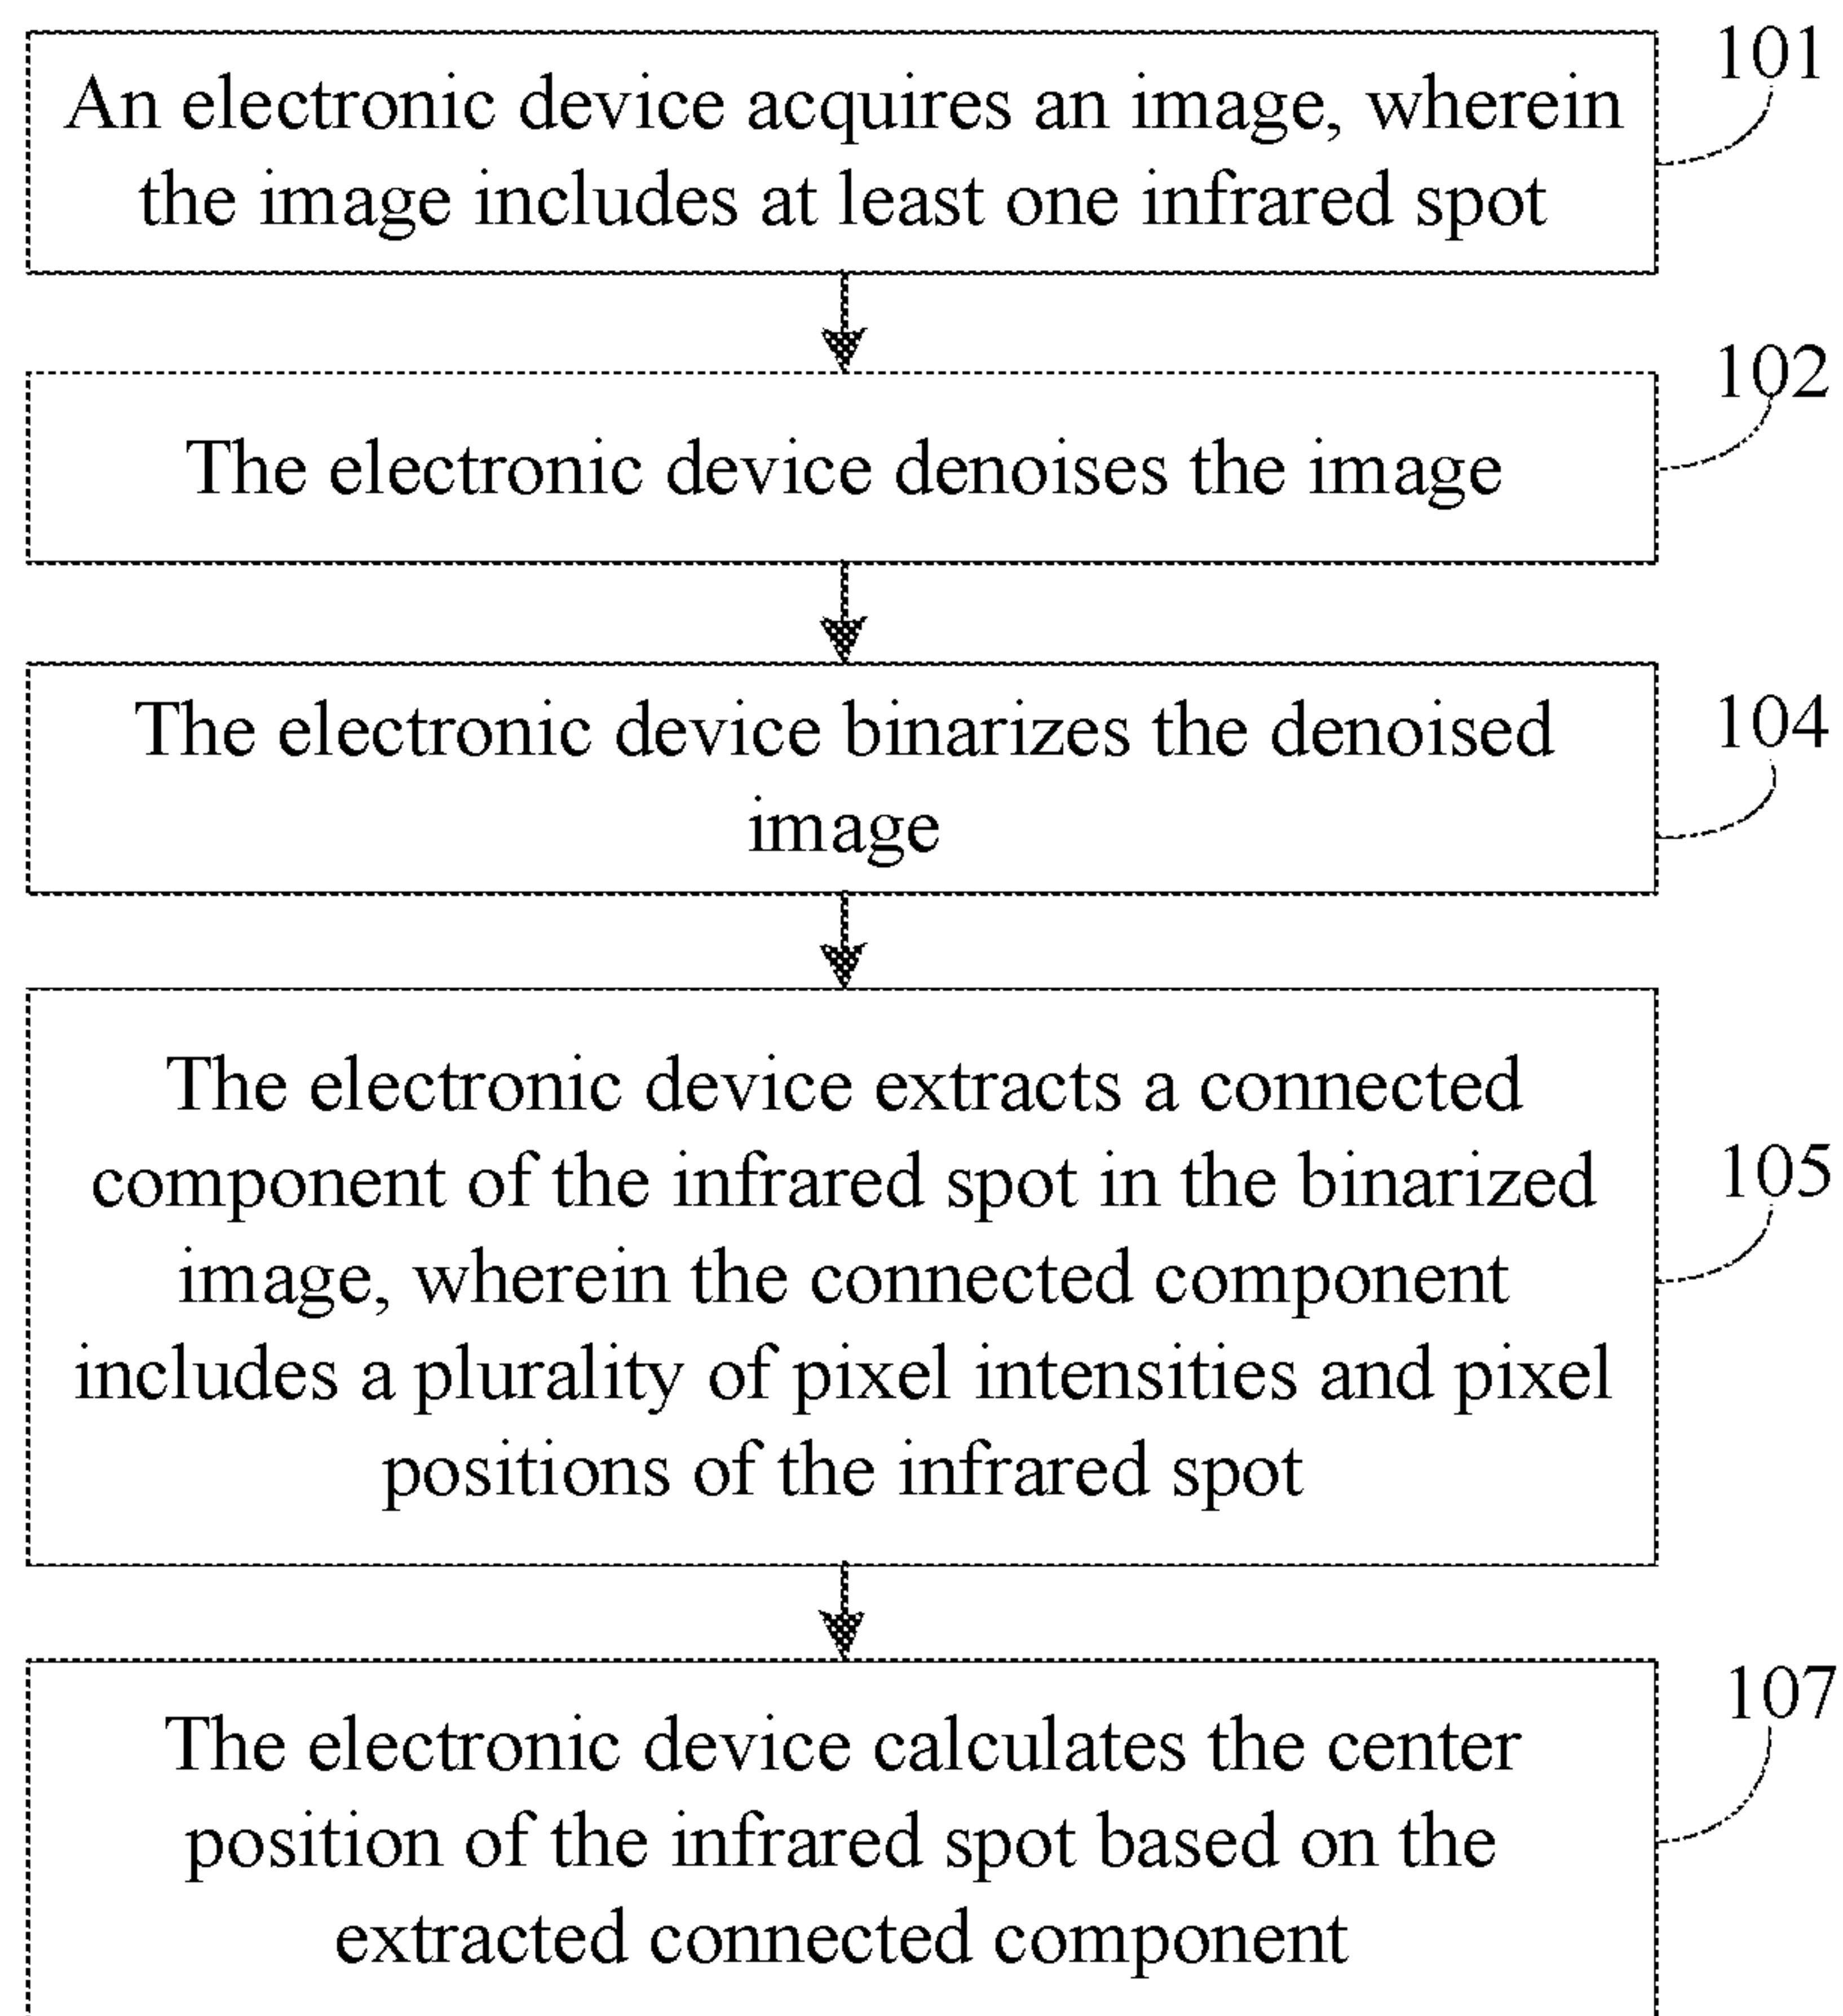 101
An electronic device acquires an image, wherein
the image includes at least one infrared spot
102
The electronic device denoises the image
104
The electronic device binarizes the denoised
image
105
The electronic device extracts a connected
component of the infrared spot in the binarized
image, wherein the connected component
includes a plurality of pixel intensities and pixel
positions of the infrared spot
107
The electronic device calculates the center
position of the infrared spot based on the
extracted connected component